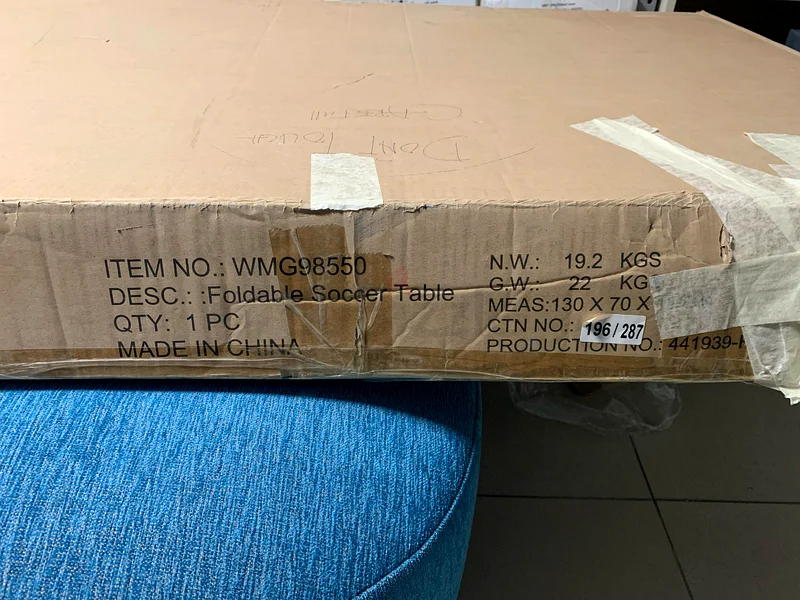 DONT TOUCH
ITEM NO.: WMG98550
DESC.: :Foldable Soccer Table
QTY: 1 PC
MADE IN CHINA
N.W.: 19.2 KGS
G.W.: 22 KG
MEAS:130 X 70 X
CTN NO.: 196/287
PRODUCTION NO.: 441939-